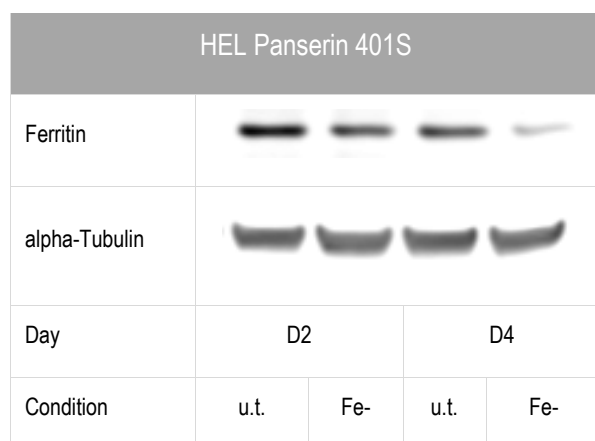 HEL Panserin 401S
Ferritin
alpha-Tubulin
Day D2 D4
Condition u.t. Fe- u.t. Fe-